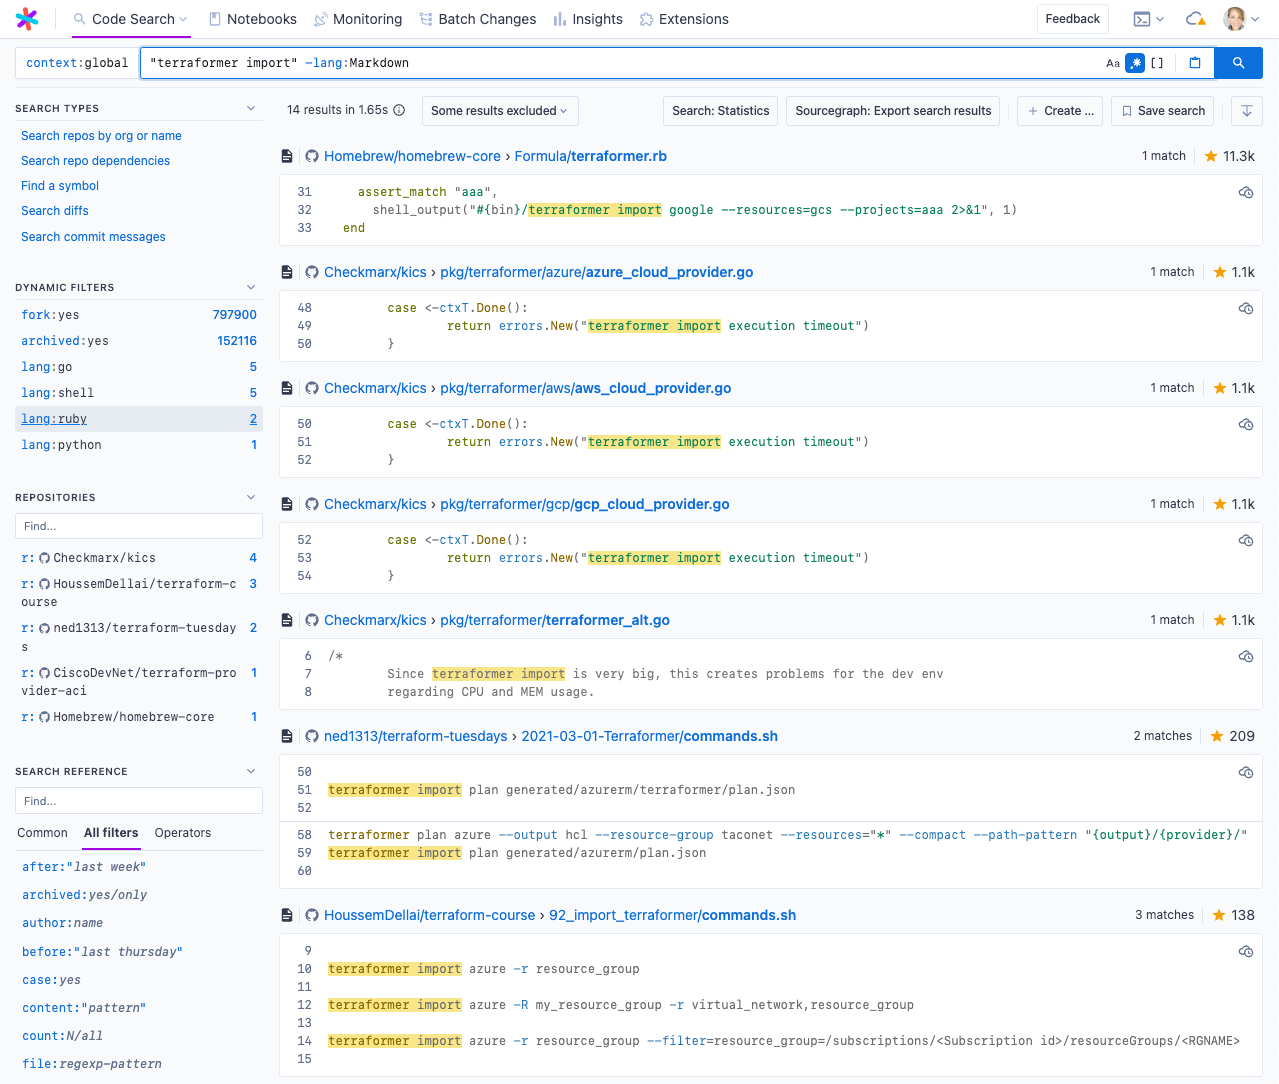 Code Search
Notebooks
Monitoring
Batch Changes
Insights
Extensions
Feedback
context:global
"terraformer import" -lang:Markdown
Aa
.*
[]
SEARCH TYPES
Search repos by org or name
Search repo dependencies
Find a symbol
Search diffs
Search commit messages
DYNAMIC FILTERS
fork:yes 797900
archived:yes 152116
lang:go 5
lang:shell 5
lang:ruby 2
lang:python 1
REPOSITORIES
Find...
r: Checkmarx/kics 4
r: HoussemDellai/terraform-c 3
ourse
r: ned1313/terraform-tuesday 2
s
r: CiscoDevNet/terraform-pro 1
vider-aci
r: Homebrew/homebrew-core 1
SEARCH REFERENCE
Find...
Common All filters Operators
after:"last week"
archived:yes/only
author:name
before:"last thursday"
case:yes
content:"pattern"
count:N/all
file:regexp-pattern
14 results in 1.65s
Some results excluded
Search: Statistics
Sourcegraph: Export search results
Create ...
Save search
Homebrew/homebrew-core › Formula/terraformer.rb 1 match 11.3k
31 assert_match "aaa",
32 shell_output("#{bin}/terraformer import google --resources=gcs --projects=aaa 2>&1", 1)
33 end
Checkmarx/kics › pkg/terraformer/azure/azure_cloud_provider.go 1 match 1.1k
48 case <-ctxT.Done():
49 return errors.New("terraformer import execution timeout")
50 }
Checkmarx/kics › pkg/terraformer/aws/aws_cloud_provider.go 1 match 1.1k
50 case <-ctxT.Done():
51 return errors.New("terraformer import execution timeout")
52 }
Checkmarx/kics › pkg/terraformer/gcp/gcp_cloud_provider.go 1 match 1.1k
52 case <-ctxT.Done():
53 return errors.New("terraformer import execution timeout")
54 }
Checkmarx/kics › pkg/terraformer/terraformer_alt.go 1 match 1.1k
6 /*
7 Since terraformer import is very big, this creates problems for the dev env
8 regarding CPU and MEM usage.
ned1313/terraform-tuesdays › 2021-03-01-Terraformer/commands.sh 2 matches 209
50
51 terraformer import plan generated/azurerm/terraformer/plan.json
52
58 terraformer plan azure --output hcl --resource-group taconet --resources="*" --compact --path-pattern "{output}/{provider}/"
59 terraformer import plan generated/azurerm/plan.json
60
HoussemDellai/terraform-course › 92_import_terraformer/commands.sh 3 matches 138
9
10 terraformer import azure -r resource_group
11
12 terraformer import azure -R my_resource_group -r virtual_network,resource_group
13
14 terraformer import azure -r resource_group --filter=resource_group=/subscriptions/<Subscription id>/resourceGroups/<RGNAME>
15